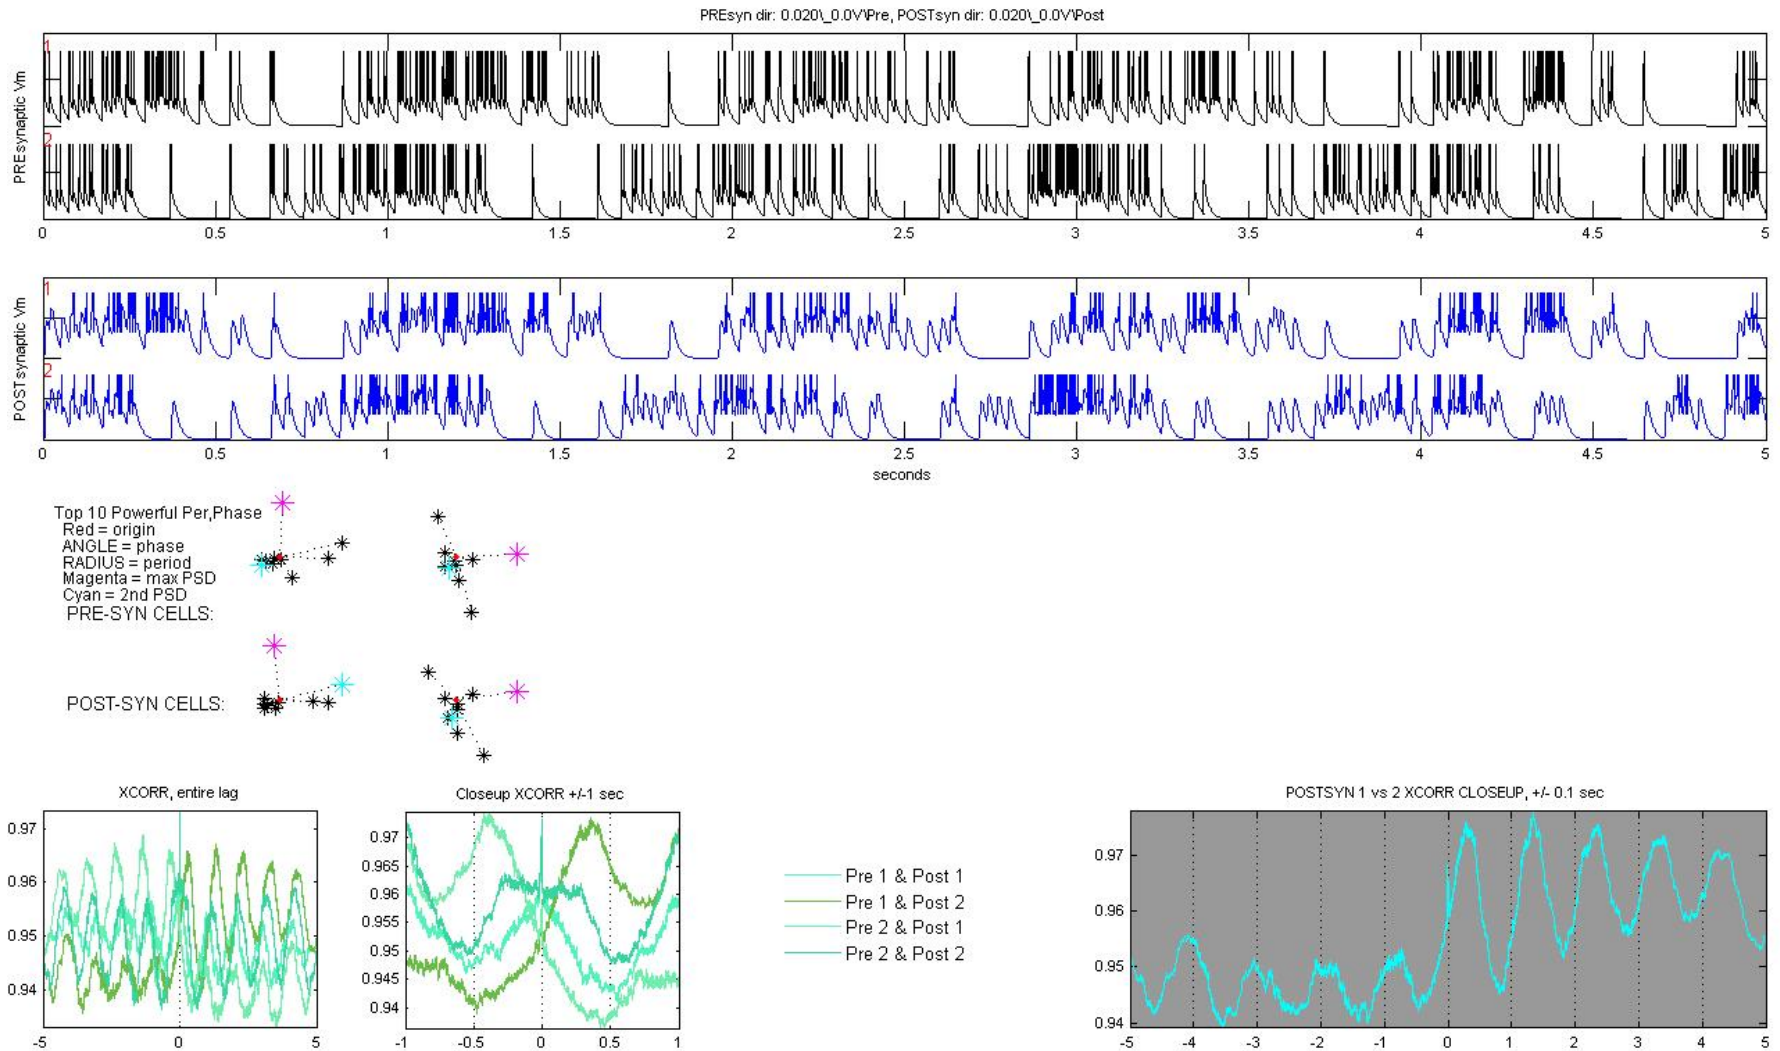 PREsyn dir: 0.020\_0.0V\Pre, POSTsyn dir: 0.020\_0.0V\Post
PREsynaptic Vm
1
2
0 0.5 1 1.5 2 2.5 3 3.5 4 4.5 5
POSTsynaptic Vm
1
2
0 0.5 1 1.5 2 2.5 3 3.5 4 4.5 5
seconds
Top 10 Powerful Per,Phase
Red = origin
ANGLE = phase
RADIUS = period
Magenta = max PSD
Cyan = 2nd PSD
PRE-SYN CELLS:
POST-SYN CELLS:
XCORR, entire lag
0.97
0.96
0.95
0.94
-5 0 5
Closeup XCORR +/-1 sec
0.97
0.965
0.96
0.955
0.95
0.945
0.94
-1 -0.5 0 0.5 1
Pre 1 & Post 1
Pre 1 & Post 2
Pre 2 & Post 1
Pre 2 & Post 2
POSTSYN 1 vs 2 XCORR CLOSEUP, +/- 0.1 sec
0.97
0.96
0.95
0.94
-5 -4 -3 -2 -1 0 1 2 3 4 5